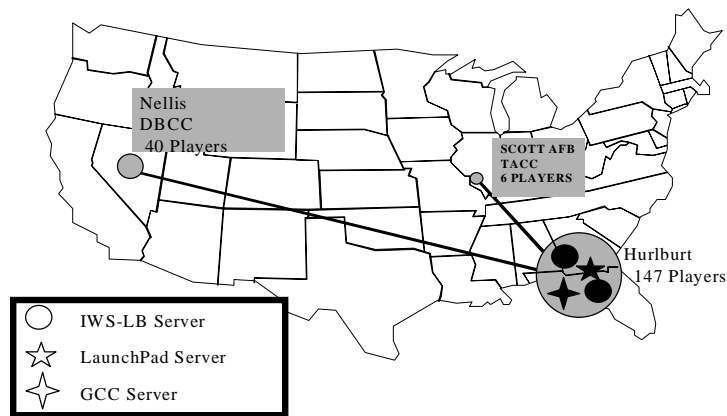 Nellis
DBCC
40 Players
SCOTT AFB
TACC
6 PLAYERS
Hurlburt
147 Players
IWS-LB Server
LaunchPad Server
GCC Server